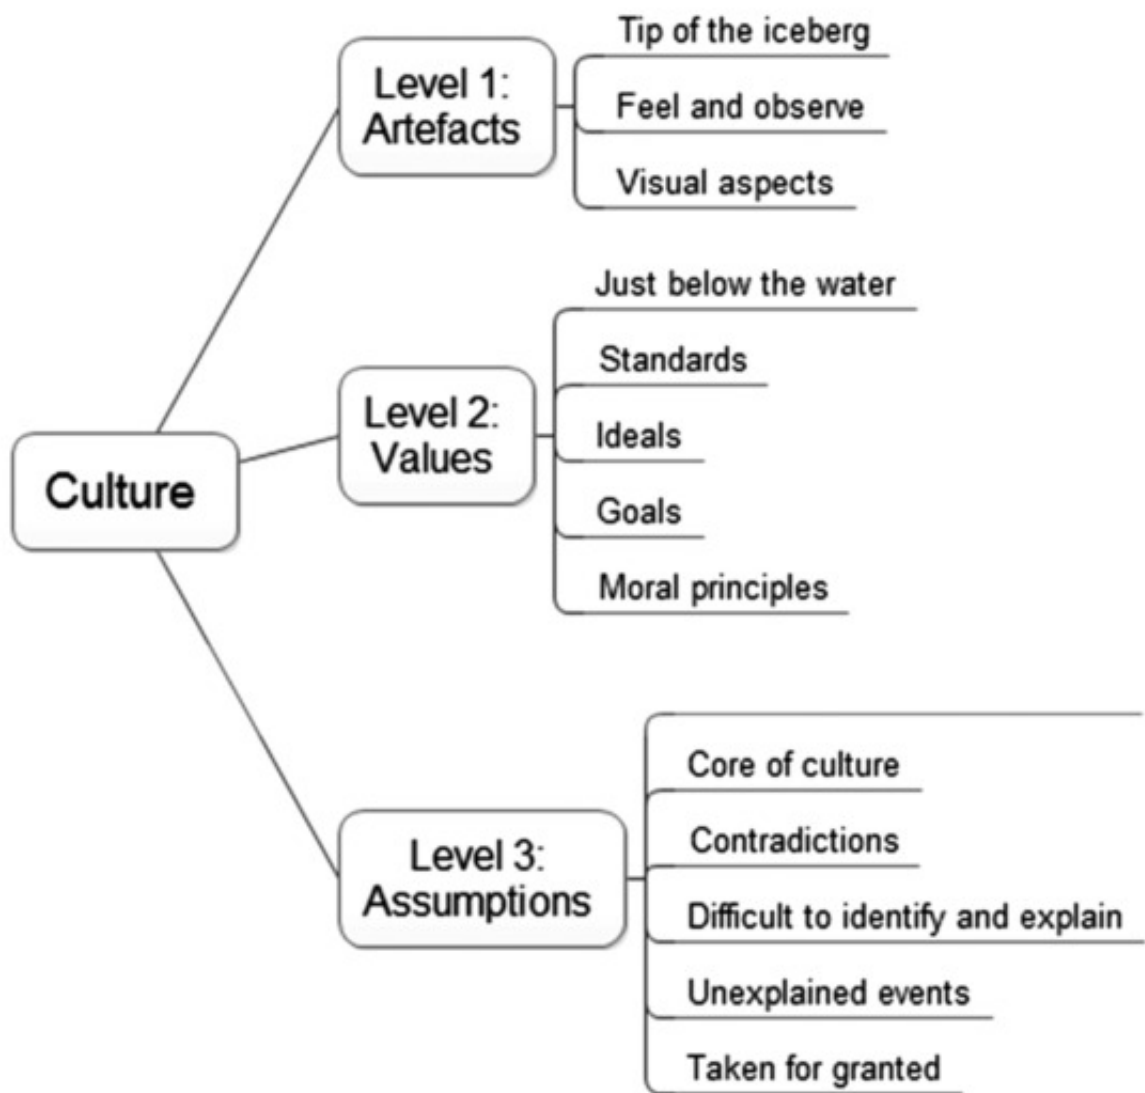 Culture
Level 1:
Artefacts
Tip of the iceberg
Feel and observe
Visual aspects
Level 2:
Values
Just below the water
Standards
Ideals
Goals
Moral principles
Level 3:
Assumptions
Core of culture
Contradictions
Difficult to identify and explain
Unexplained events
Taken for granted